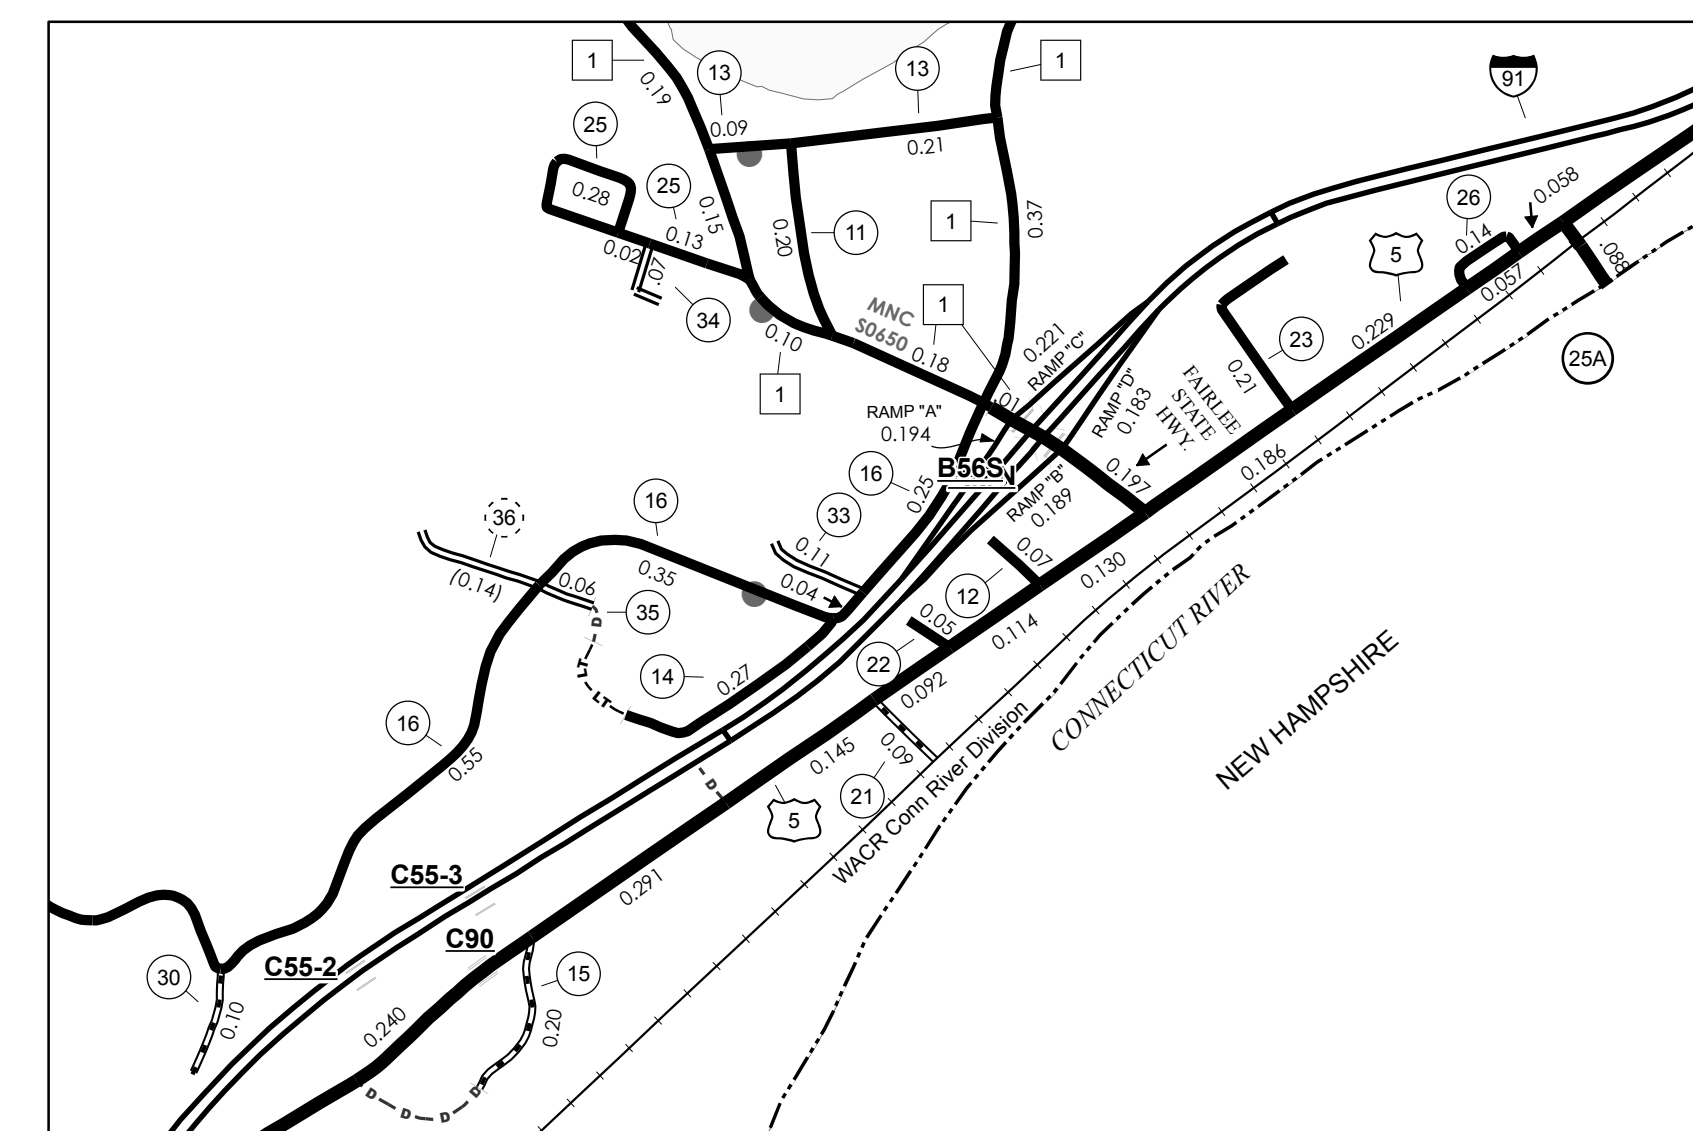 1
13
13
1
91
0.19
25
0.09
0.21
0.058
26
0.28
25
0.15
0.13
0.02
.07
0.20
11
1
0.37
0.14
5
.088
0.057
34
MNC
S0650
1
0.10
0.18
0.221
RAMP "C"
23
0.229
25A
1
.01
RAMP "A"
0.194
RAMP "D"
0.183
0.21
FAIRLEE
STATE
HWY.
16
B56S
N
0.25
0.197
0.186
36
16
33
RAMP "B"
0.189
0.11
0.35
0.04
0.07
0.130
(0.14)
0.06
35
D
12
0.05
0.114
CONNECTICUT RIVER
NEW HAMPSHIRE
LT
LT
14
0.27
22
0.092
16
0.55
D
0.145
0.09
21
5
WACR Conn River Division
C55-3
0.291
C90
C55-2
30
15
0.10
0.240
0.20
D
D
D
D